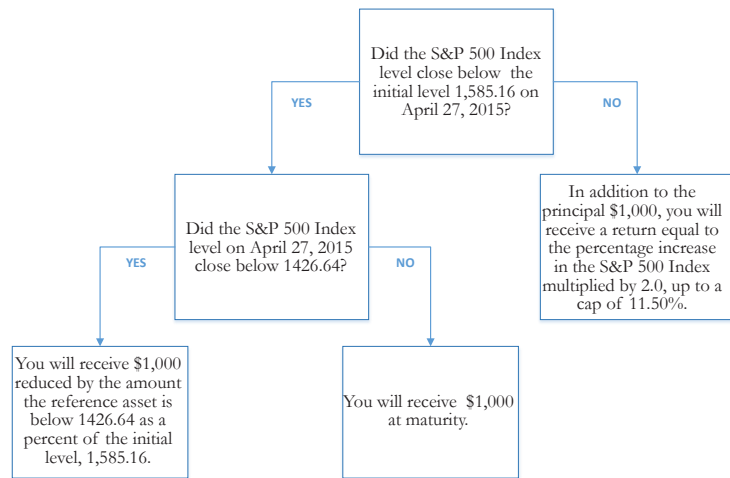 Did the S&P 500 Index
level close below the
initial level 1,585.16 on
April 27, 2015?
YES
NO
Did the S&P 500 Index
level on April 27, 2015
close below 1426.64?
In addition to the
principal $1,000, you will
receive a return equal to
the percentage increase
in the S&P 500 Index
multiplied by 2.0, up to a
cap of 11.50%.
YES
NO
You will receive $1,000
reduced by the amount
the reference asset is
below 1426.64 as a
percent of the initial
level, 1,585.16.
You will receive $1,000
at maturity.